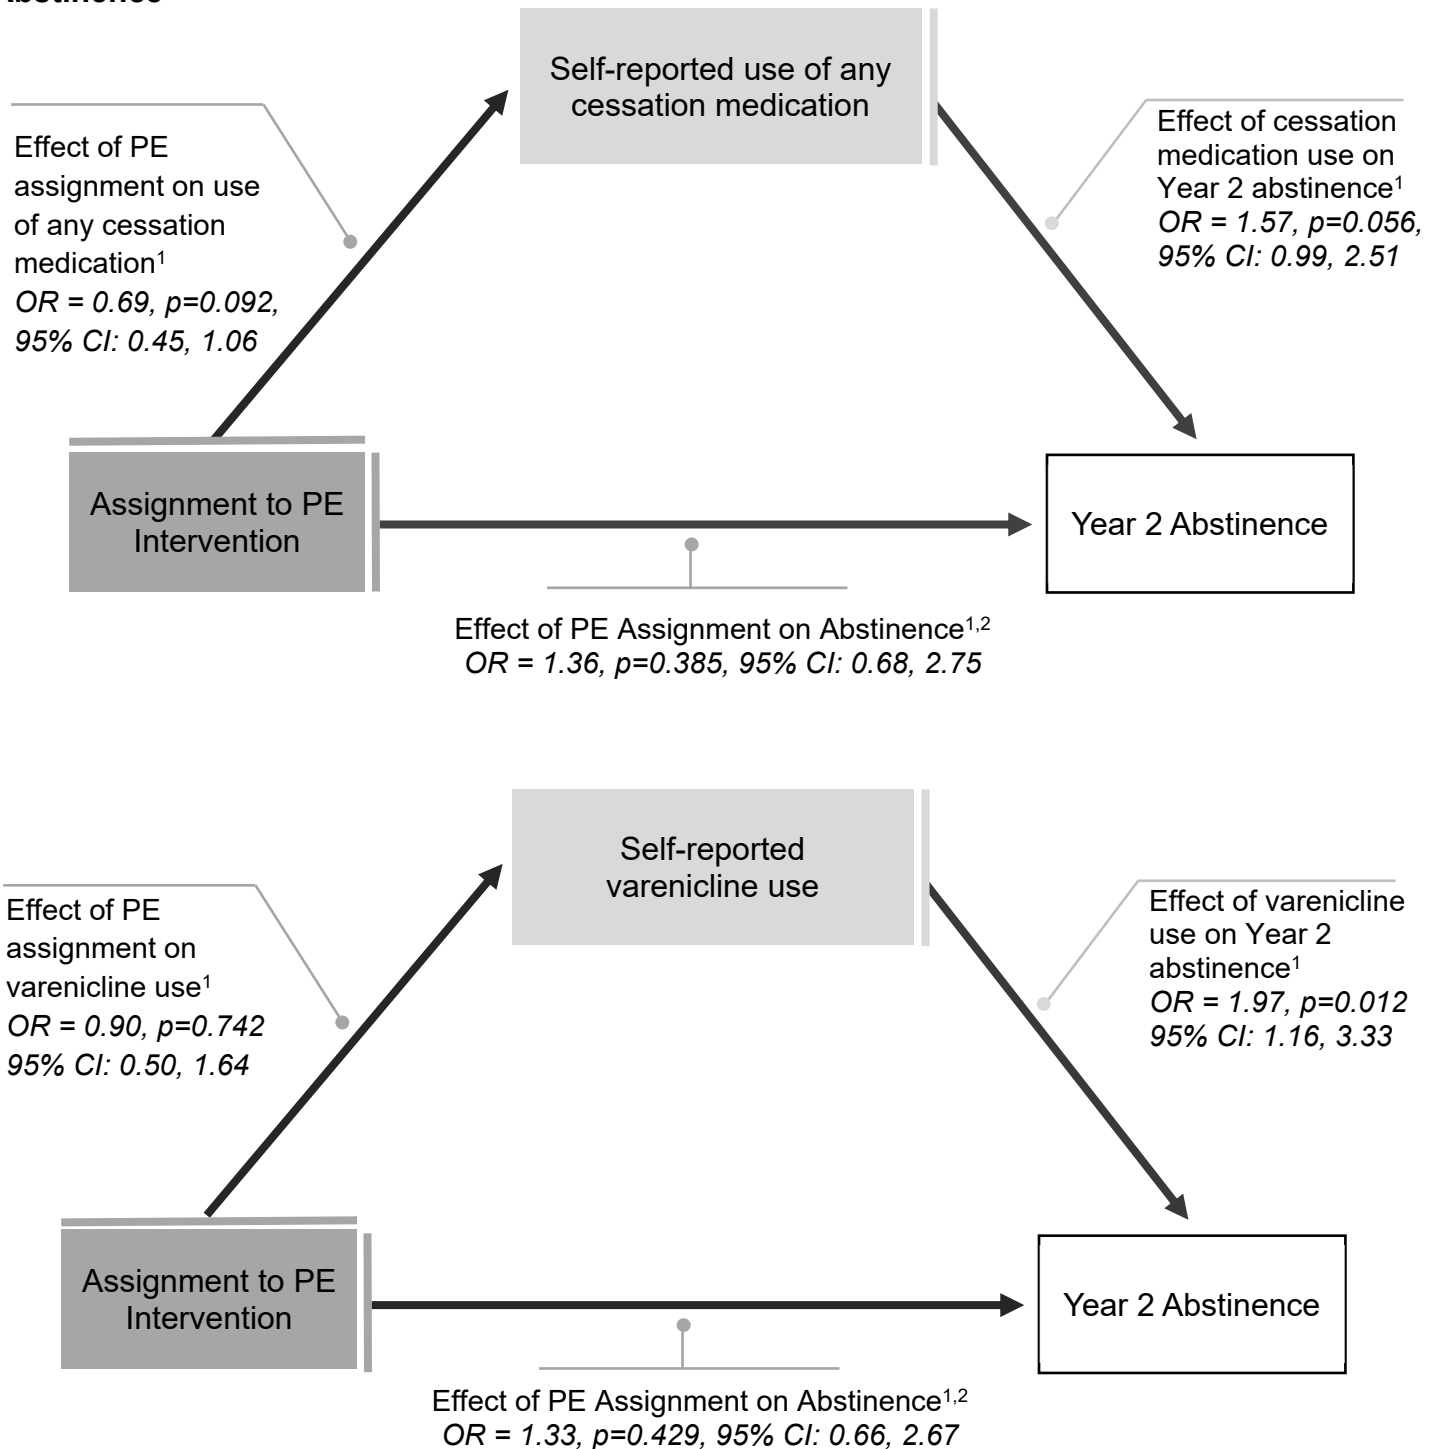 Abstinence
Self-reported use of any
cessation medication
Effect of PE
assignment on use
of any cessation
medication¹
OR = 0.69, p=0.092,
95% CI: 0.45, 1.06
Effect of cessation
medication use on
Year 2 abstinence¹
OR = 1.57, p=0.056,
95% CI: 0.99, 2.51
Assignment to PE
Intervention
Year 2 Abstinence
Effect of PE Assignment on Abstinence¹,²
OR = 1.36, p=0.385, 95% CI: 0.68, 2.75
Self-reported
varenicline use
Effect of PE
assignment on
varenicline use¹
OR = 0.90, p=0.742
95% CI: 0.50, 1.64
Effect of varenicline
use on Year 2
abstinence¹
OR = 1.97, p=0.012
95% CI: 1.16, 3.33
Assignment to PE
Intervention
Year 2 Abstinence
Effect of PE Assignment on Abstinence¹,²
OR = 1.33, p=0.429, 95% CI: 0.66, 2.67